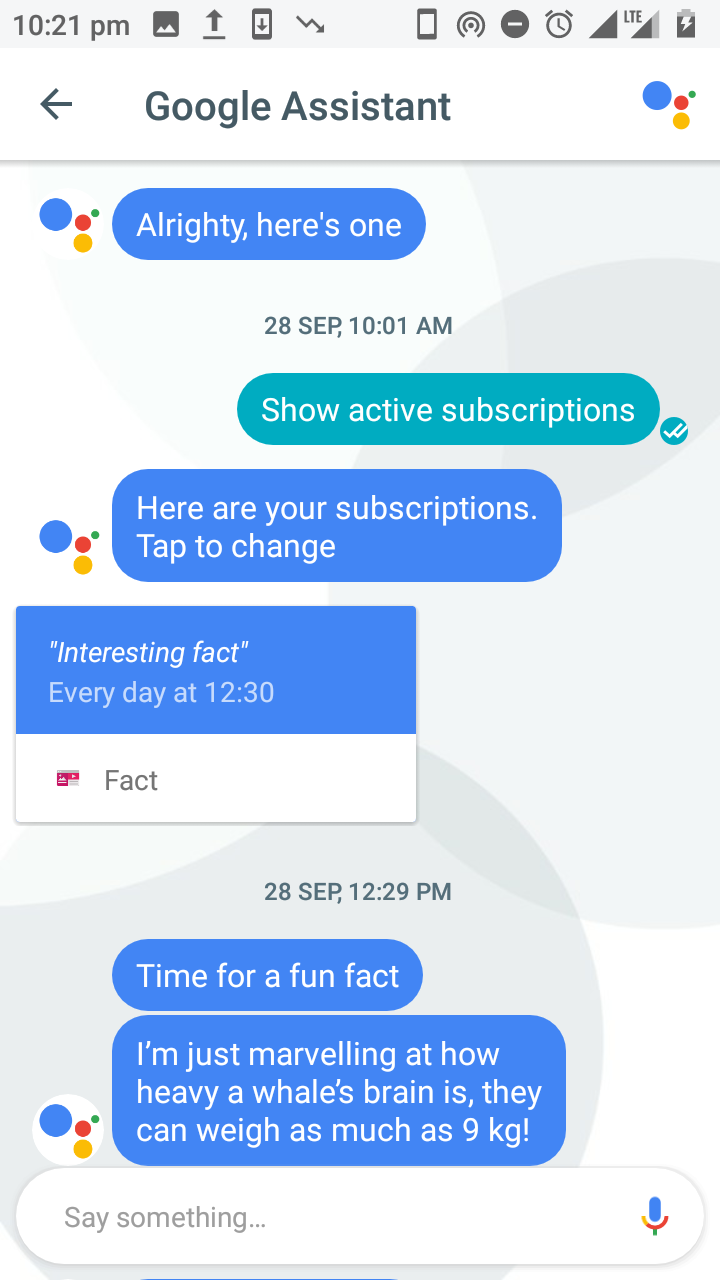 10:21 pm
LTE
Google Assistant
Alrighty, here's one
28 SEP, 10:01 AM
Show active subscriptions
Here are your subscriptions.
Tap to change
"Interesting fact"
Every day at 12:30
Fact
28 SEP, 12:29 PM
Time for a fun fact
I’m just marvelling at how
heavy a whale’s brain is, they
can weigh as much as 9 kg!
Say something...